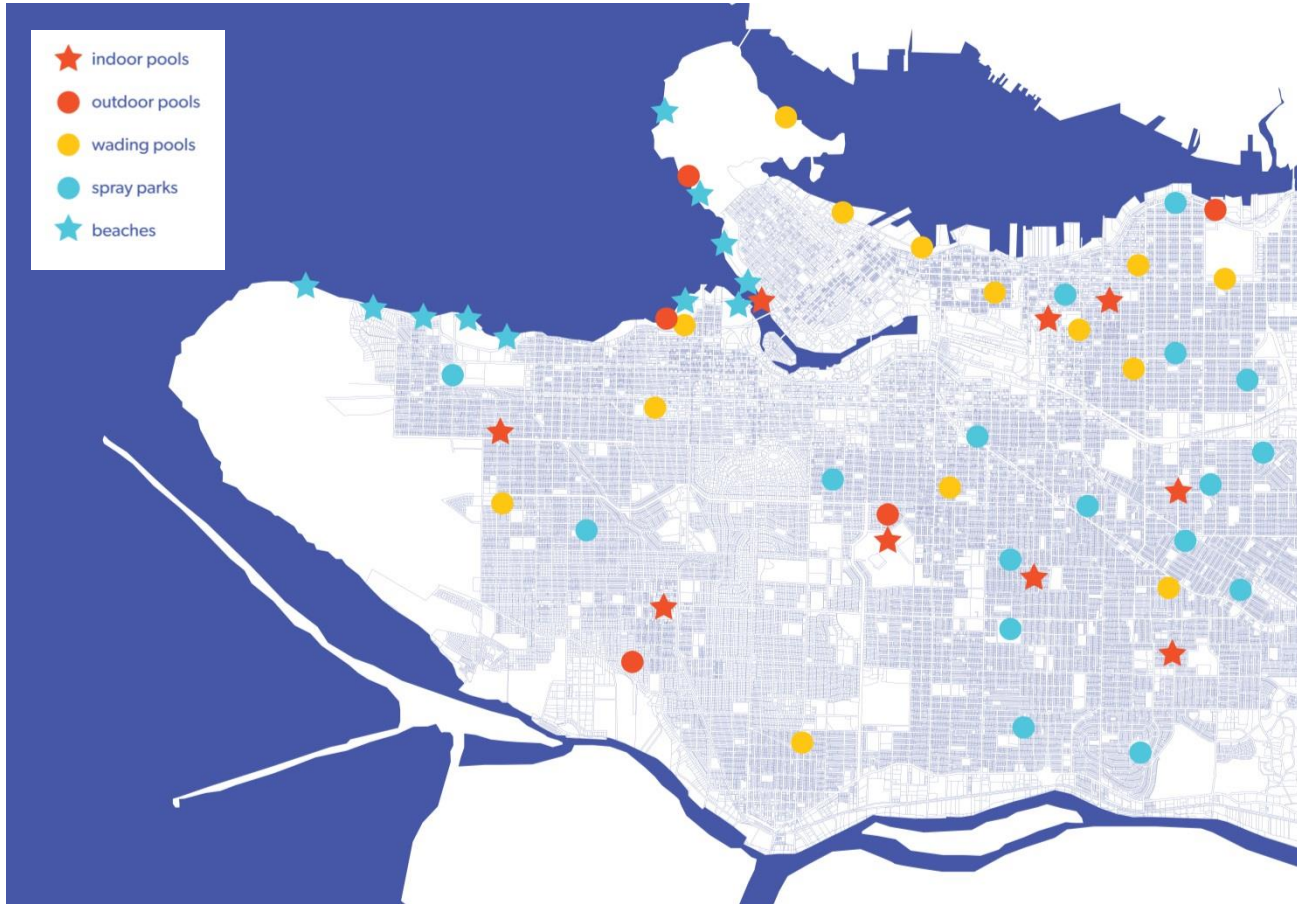 indoor pools
outdoor pools
wading pools
spray parks
beaches